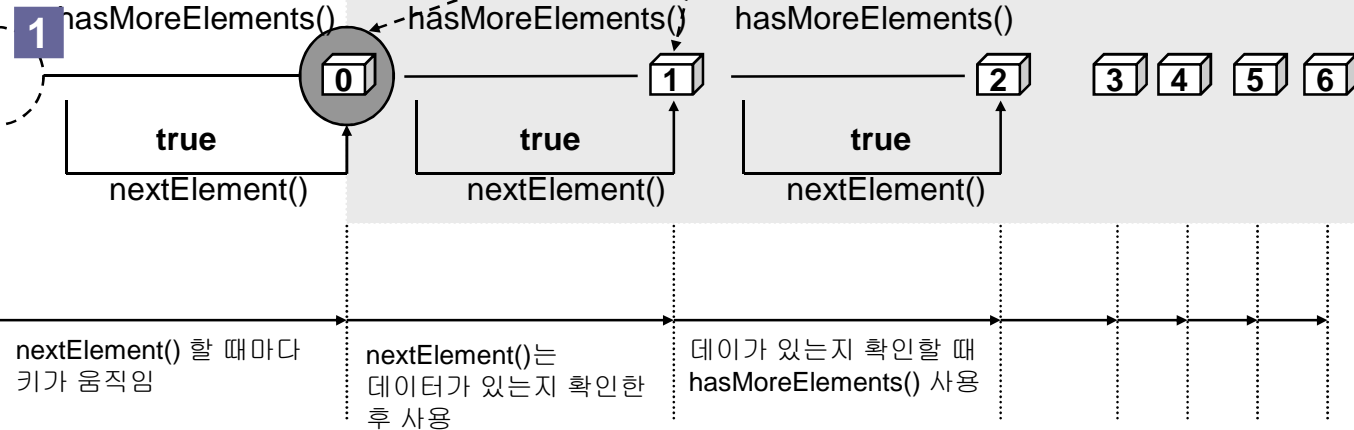 1
hasMoreElements() hasMoreElements() hasMoreElements()
0 1 2 3 4 5 6
true true true
nextElement() nextElement() nextElement()
nextElement() 할 때마다
키가 움직임
nextElement()는
데이터가 있는지 확인한
후 사용
데이가 있는지 확인할 때
hasMoreElements() 사용